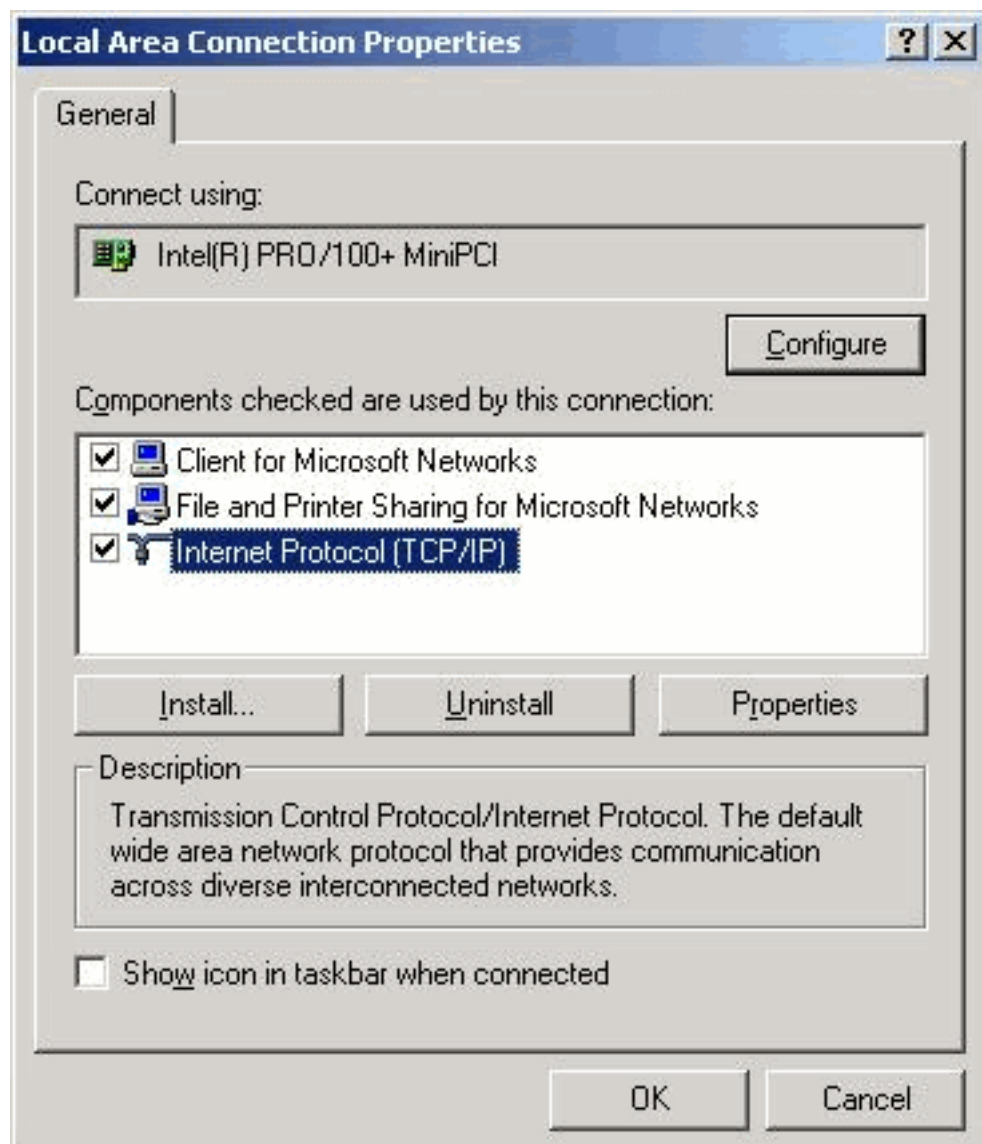 Local Area Connection Properties
General
Connect using:
Intel(R) PRO/100+ MiniPCI
Configure
Components checked are used by this connection:
Client for Microsoft Networks
File and Printer Sharing for Microsoft Networks
Internet Protocol (TCP/IP)
Install... Uninstall Properties
Description
Transmission Control Protocol/Internet Protocol. The default
wide area network protocol that provides communication
across diverse interconnected networks.
Show icon in taskbar when connected
OK Cancel